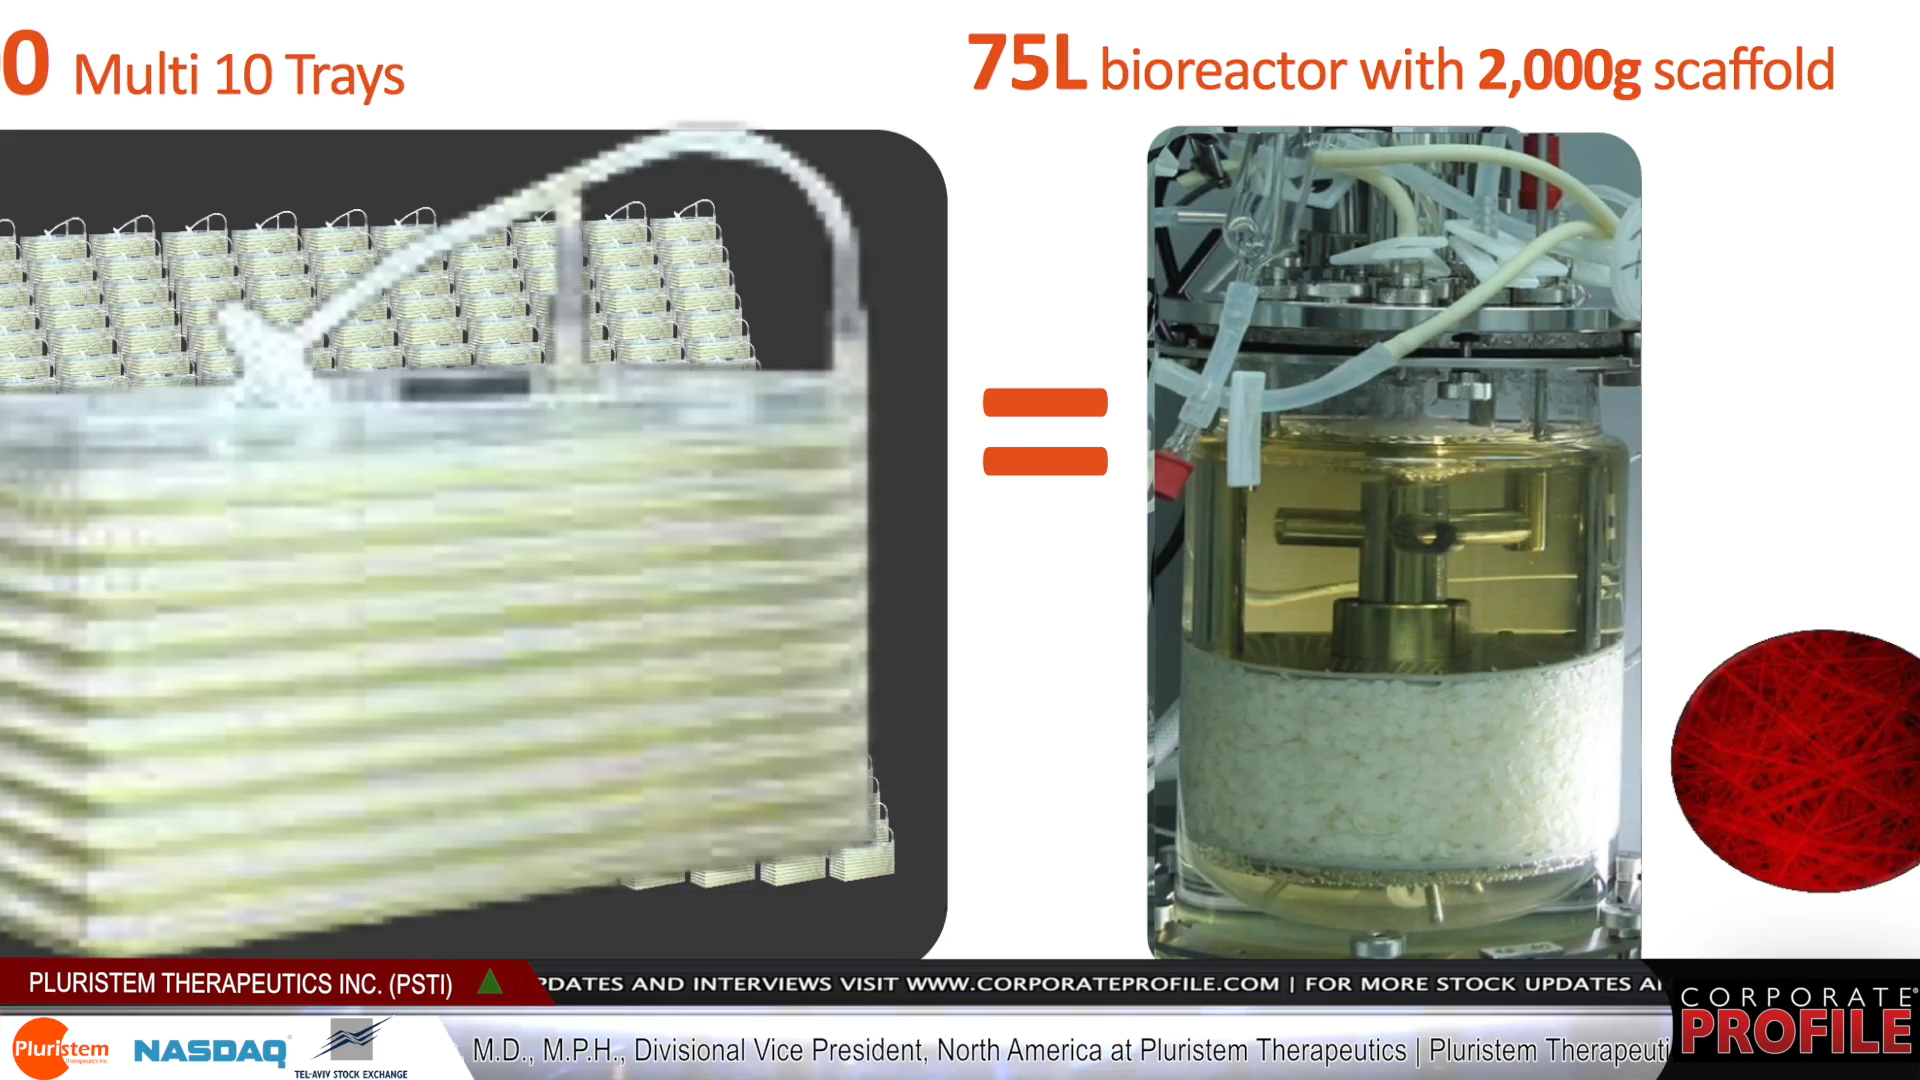 0 Multi 10 Trays
75L bioreactor with 2,000g scaffold
PLURISTEM THERAPEUTICS INC. (PSTI)
PDATES AND INTERVIEWS VISIT WWW.CORPORATEPROFILE.COM | FOR MORE STOCK UPDATES A
CORPORATE
PROFILE
Pluristem
Therapeutics Inc.
NASDAQ
TEL-AVIV STOCK EXCHANGE
M.D., M.P.H., Divisional Vice President, North America at Pluristem Therapeutics | Pluristem Therapeuti